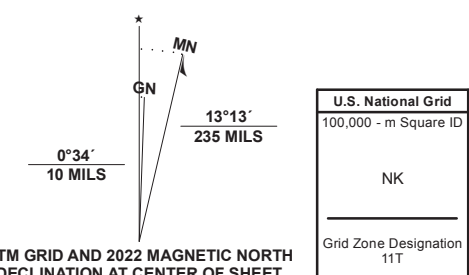 ★
MN
GN
13°13´
235 MILS
0°34´
10 MILS
TM GRID AND 2022 MAGNETIC NORTH
DECLINATION AT CENTER OF SHEET
U.S. National Grid
100,000 - m Square ID
NK
Grid Zone Designation
11T